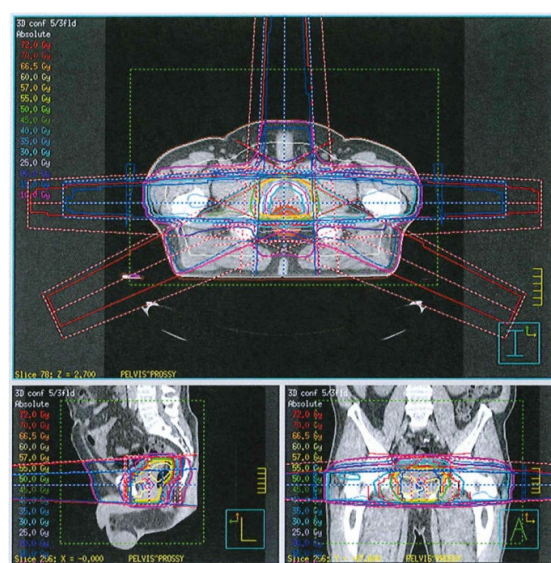 3D conf 5/3fld
Absolute
72.0 Gy
70.0 Gy
66.5 Gy
60.0 Gy
57.0 Gy
55.0 Gy
50.0 Gy
45.0 Gy
40.0 Gy
35.0 Gy
30.0 Gy
25.0 Gy
I
Slice 78: Z = 2.700
PELVIS^PROSSY
3D conf 5/3fld
Absolute
72.0 Gy
70.0 Gy
66.5 Gy
60.0 Gy
57.0 Gy
55.0 Gy
50.0 Gy
45.0 Gy
40.0 Gy
35.0 Gy
30.0 Gy
25.0 Gy
L
Slice 256: X = -0.000
PELVIS^PROSSY
3D conf 5/3fld
Absolute
72.0 Gy
70.0 Gy
66.5 Gy
60.0 Gy
57.0 Gy
55.0 Gy
50.0 Gy
45.0 Gy
40.0 Gy
35.0 Gy
30.0 Gy
25.0 Gy
A
Slice 256: